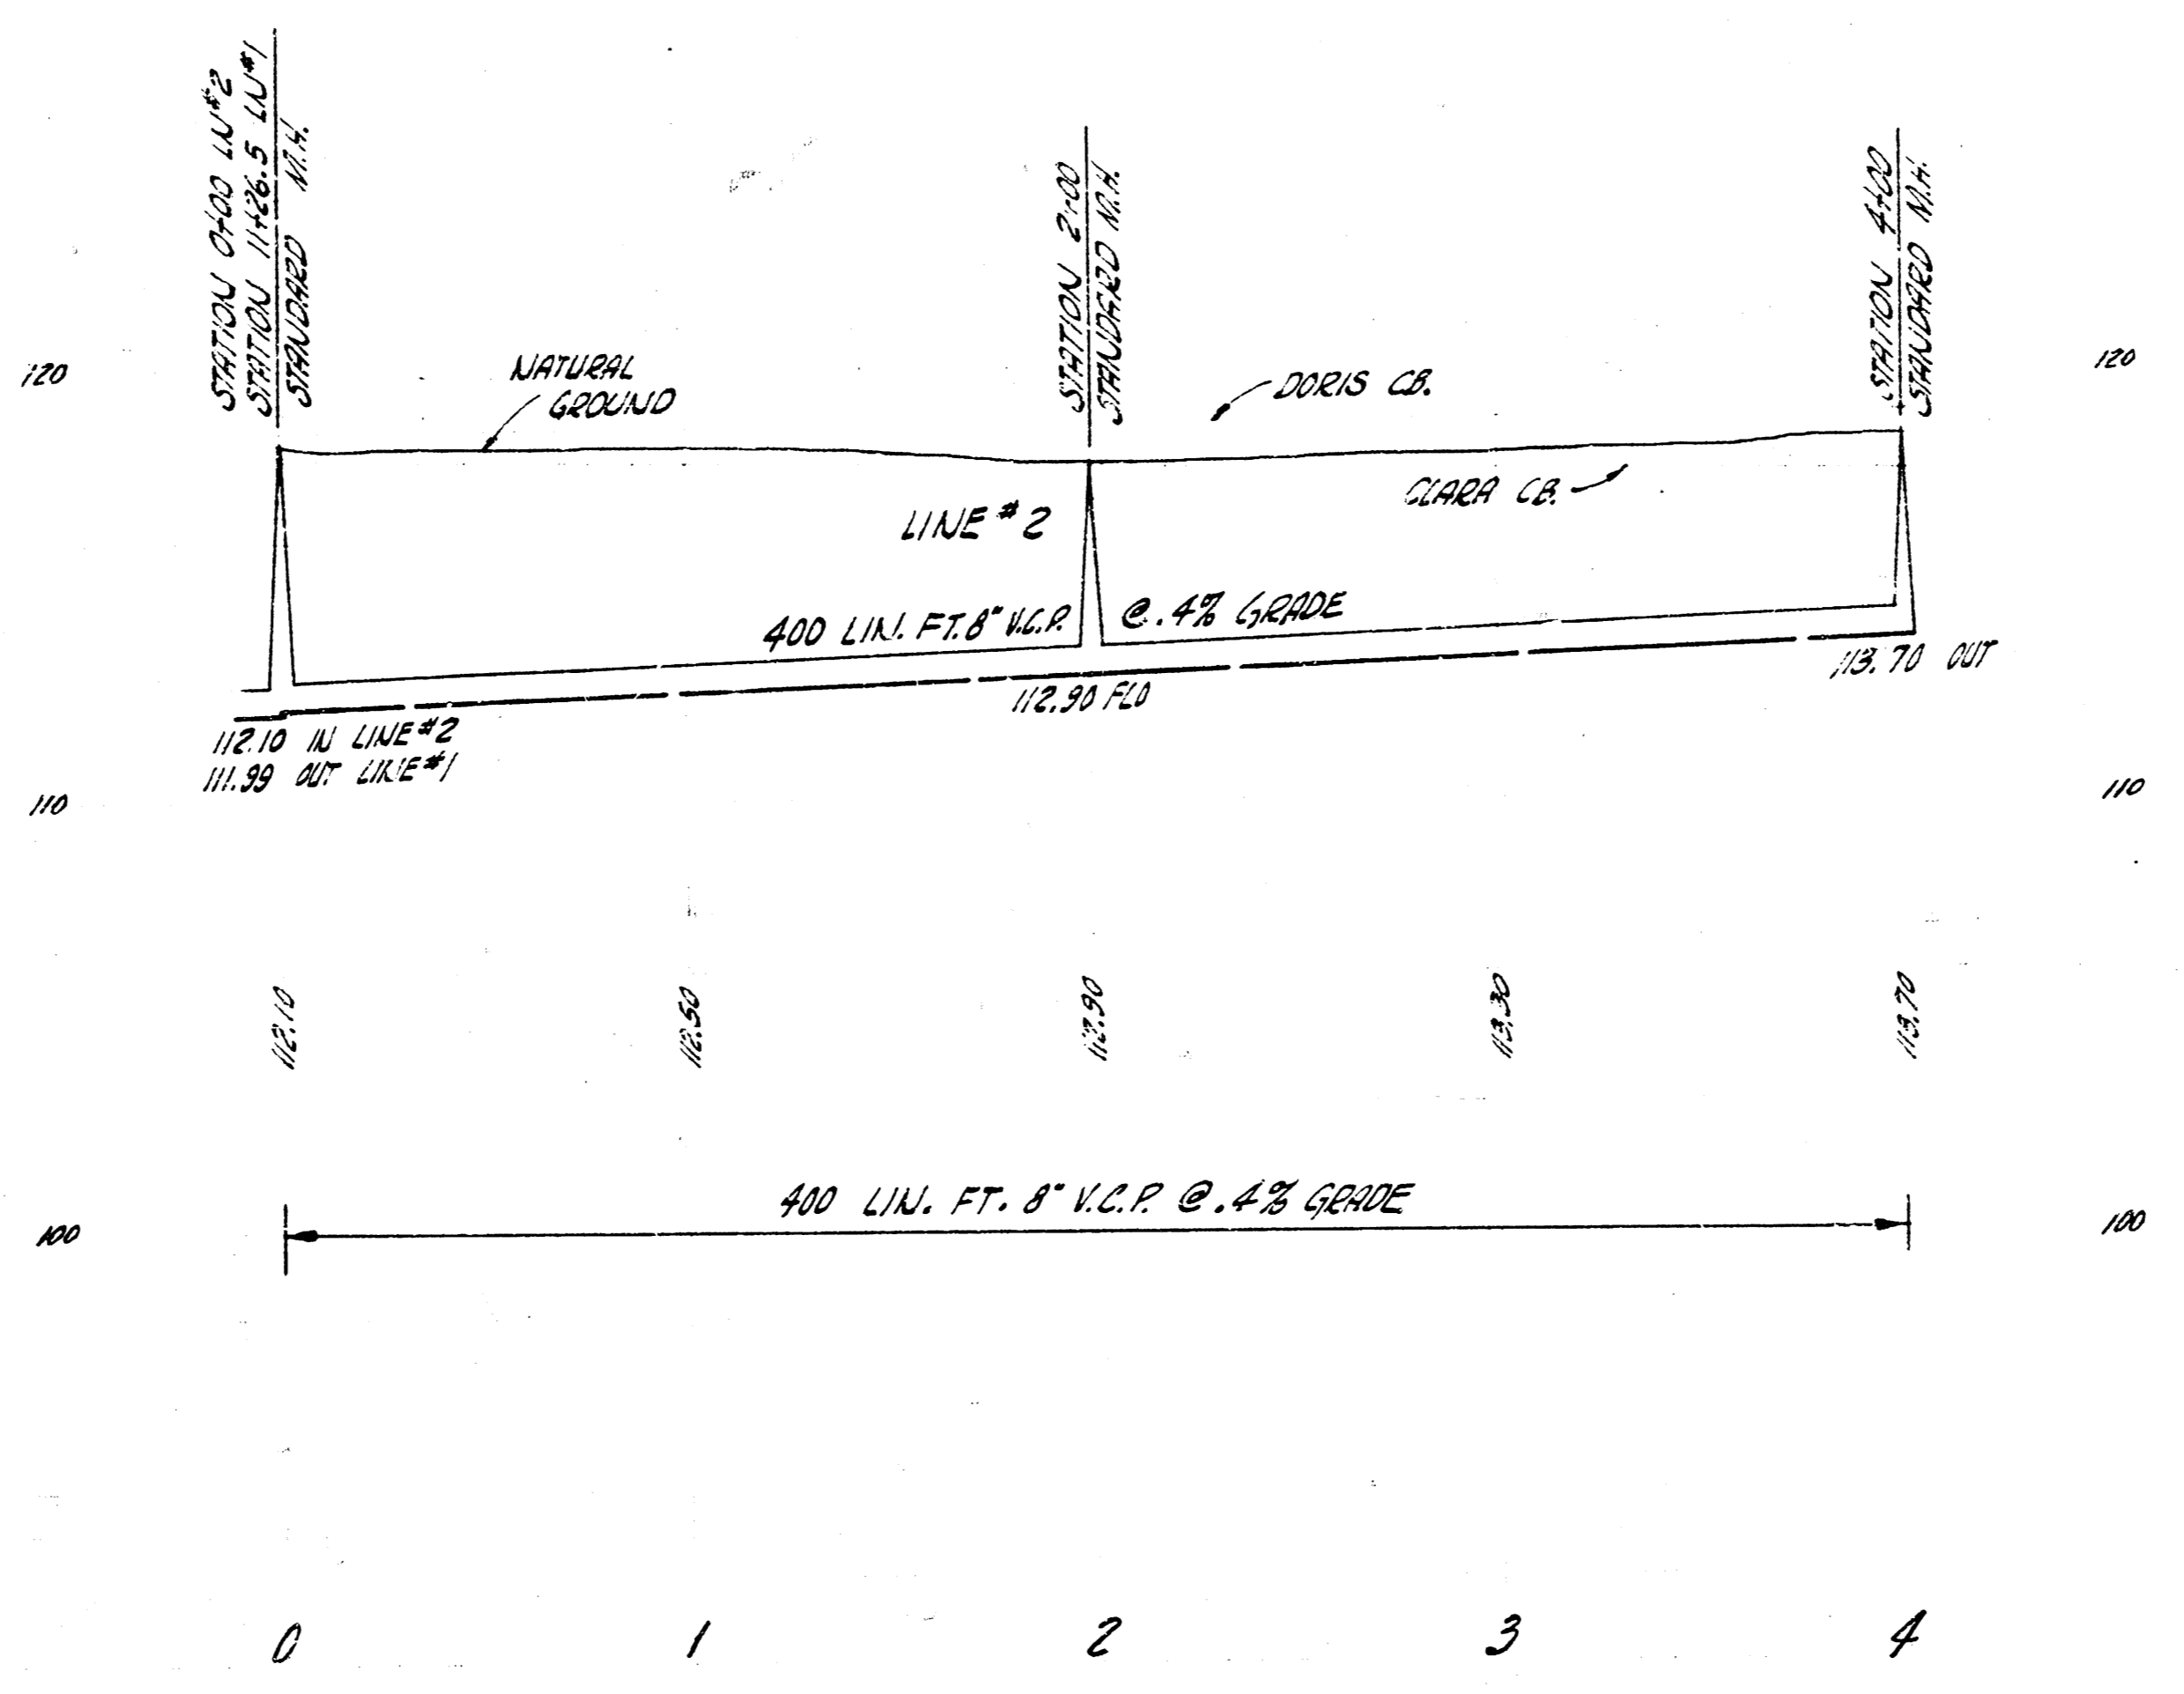 STATION 0+00 LN #2
STATION 11+26.5 LN #1
STANDARD M.H.
STATION 2+00
STANDARD M.H.
STATION 4+00
STANDARD M.H.
120
120
NATURAL
GROUND
DORIS C.B.
CLARA C.B.
LINE #2
400 LIN. FT. 8" V.C.P. @ .4% GRADE
113.70 OUT
112.90 FLO
112.10 IN LINE #2
111.99 OUT LINE #1
110
110
112.10
112.50
112.90
113.30
113.70
400 LIN. FT. 8" V.C.P. @ .4% GRADE
100
100
0
1
2
3
4